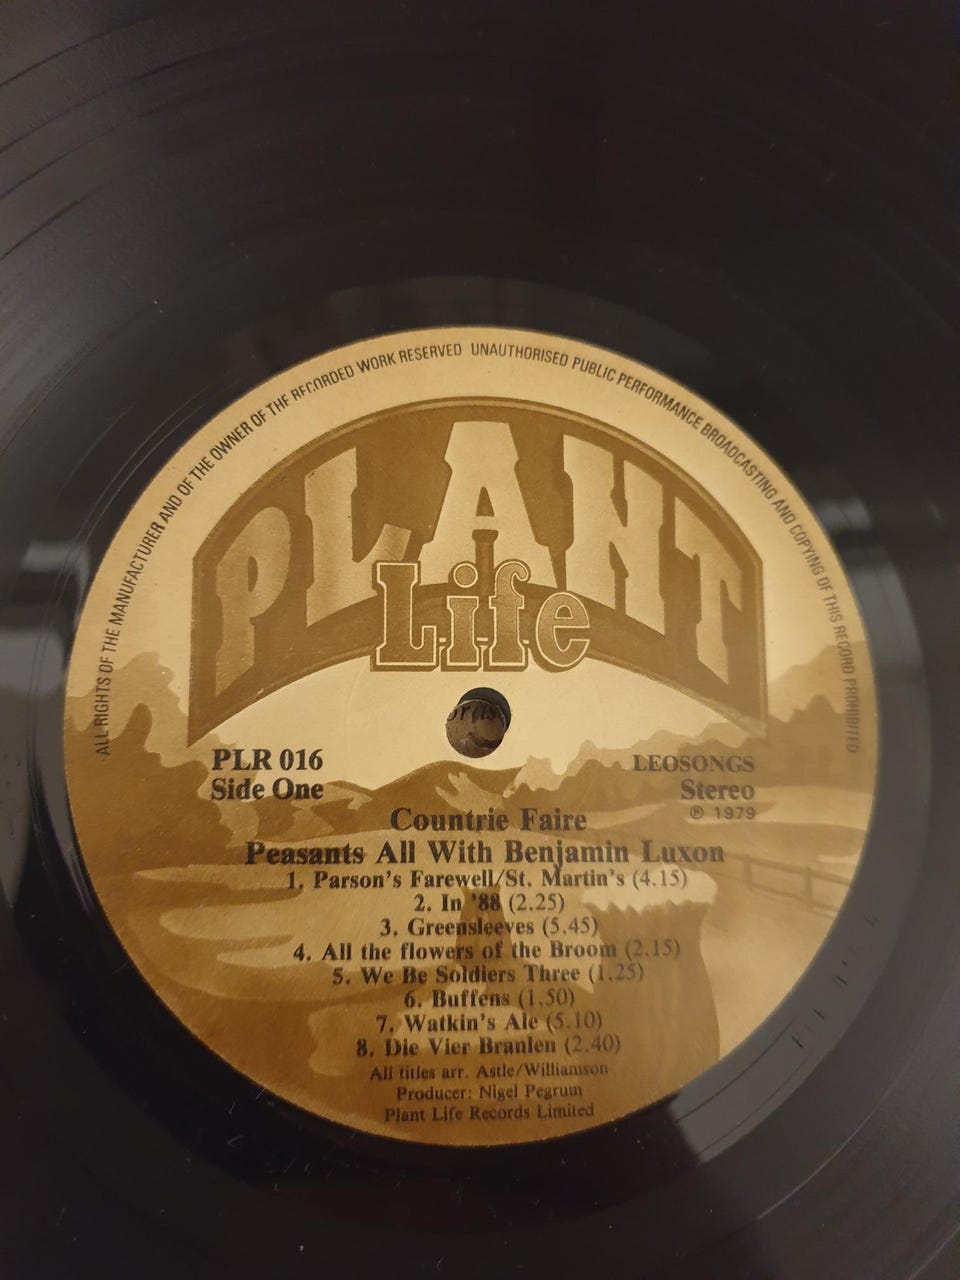 ALL RIGHTS OF THE MANUFACTURER AND OF THE OWNER OF THE RECORDED WORK RESERVED UNAUTHORISED PUBLIC PERFORMANCE BROADCASTING AND COPYING OF THIS RECORD PROHIBITED
PLANT
Life
PLR 016
Side One
LEOSONGS
Stereo
℗ 1979
Countrie Faire
Peasants All With Benjamin Luxon
1. Parson's Farewell/St. Martin's (4.15)
2. In '88 (2.25)
3. Greensleeves (5.45)
4. All the flowers of the Broom (2.15)
5. We Be Soldiers Three (1.25)
6. Buffens (1.50)
7. Watkin's Ale (5.10)
8. Die Vier Branlen (2.40)
All titles arr. Astle/Williamson
Producer: Nigel Pegrum
Plant Life Records Limited